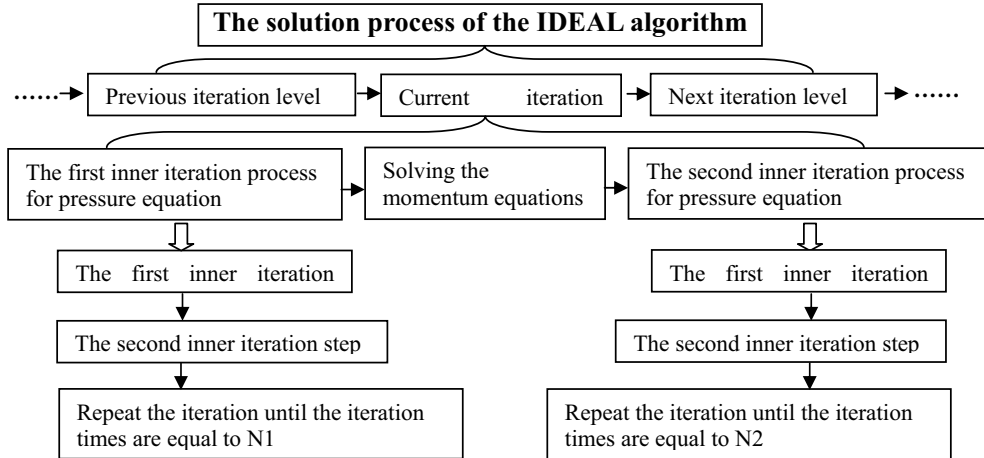 The solution process of the IDEAL algorithm
...... Previous iteration level Current iteration Next iteration level ......
The first inner iteration process
for pressure equation
Solving the
momentum equations
The second inner iteration process
for pressure equation
The first inner iteration
The first inner iteration
The second inner iteration step
The second inner iteration step
Repeat the iteration until the iteration
times are equal to N1
Repeat the iteration until the iteration
times are equal to N2